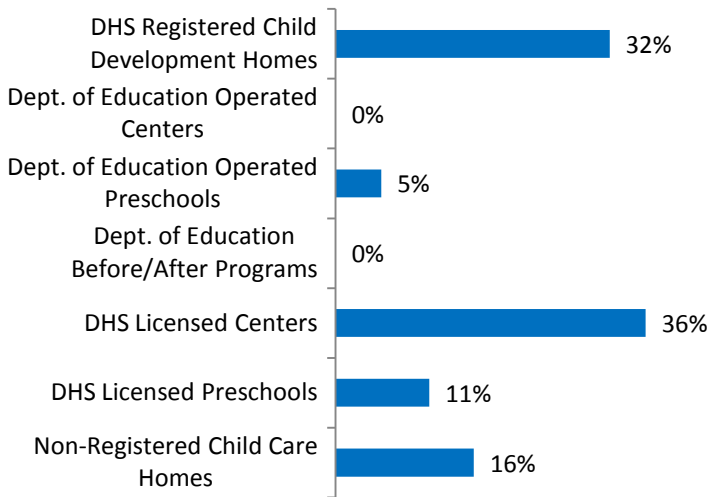 DHS Registered Child
Development Homes
32%
Dept. of Education Operated
Centers
0%
Dept. of Education Operated
Preschools
5%
Dept. of Education
Before/After Programs
0%
DHS Licensed Centers
36%
DHS Licensed Preschools
11%
Non-Registered Child Care
Homes
16%